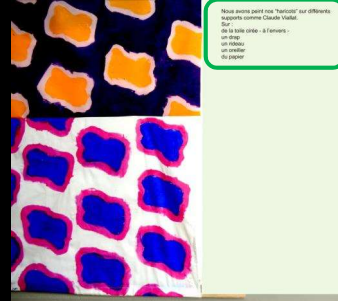 Nous avons peint nos "haricots" sur différents
supports comme Claude Viallat.
Sur :
de la toile cirée - à l'envers -
un drap
un rideau
un oreiller
du papier